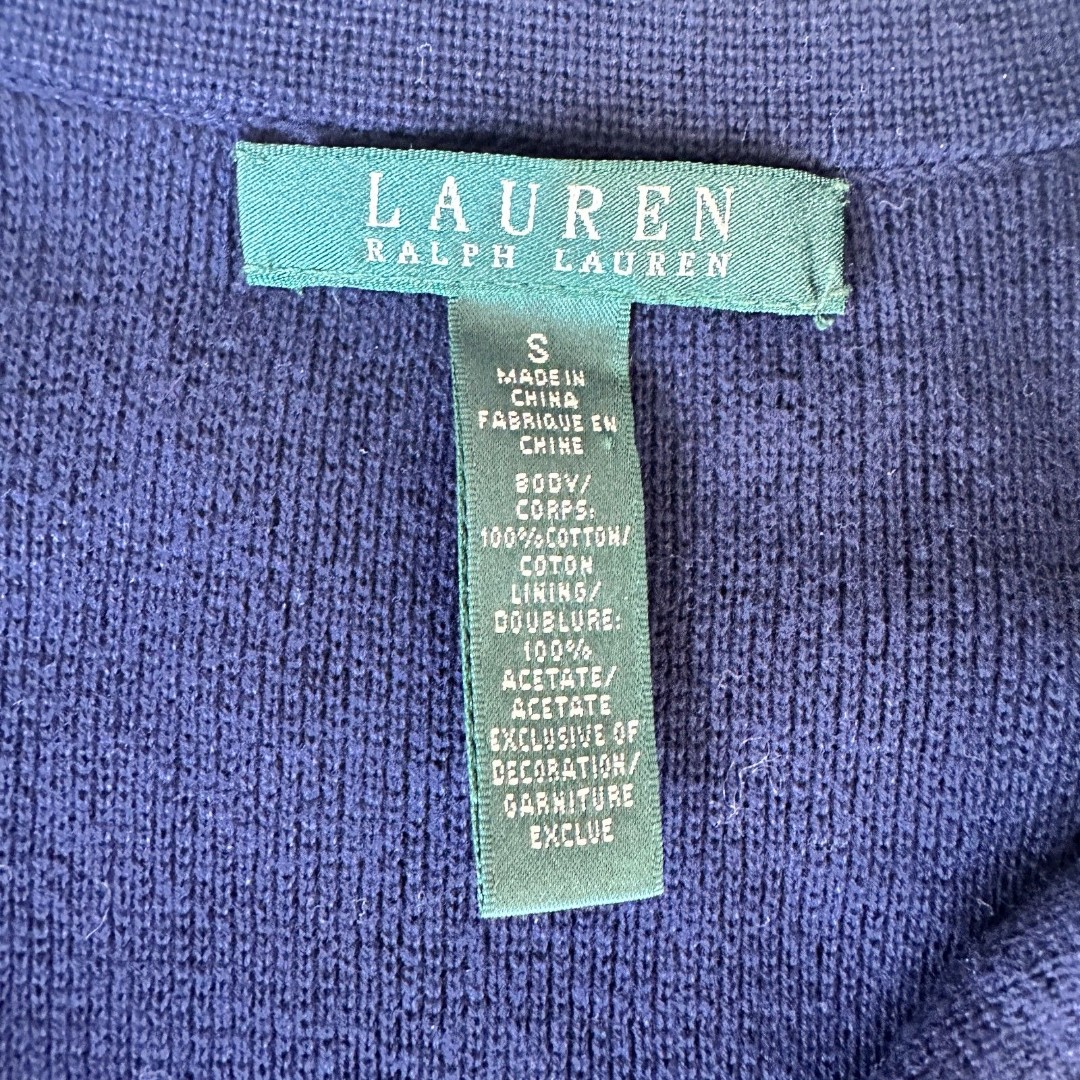 LAUREN
RALPH LAUREN
S
MADE IN
CHINA
FABRIQUE EN
CHINE
BODY/
CORPS:
100% COTTON/
COTON
LINING/
DOUBLURE:
100%
ACETATE/
ACETATE
EXCLUSIVE OF
DECORATION/
GARNITURE
EXCLUE